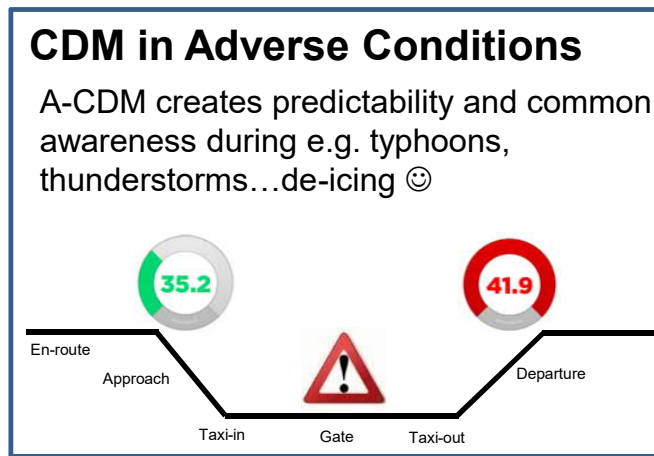 CDM in Adverse Conditions
A-CDM creates predictability and common
awareness during e.g. typhoons,
thunderstorms…de-icing ☺
35.2
41.9
En-route
Approach
Departure
Taxi-in
Gate
Taxi-out